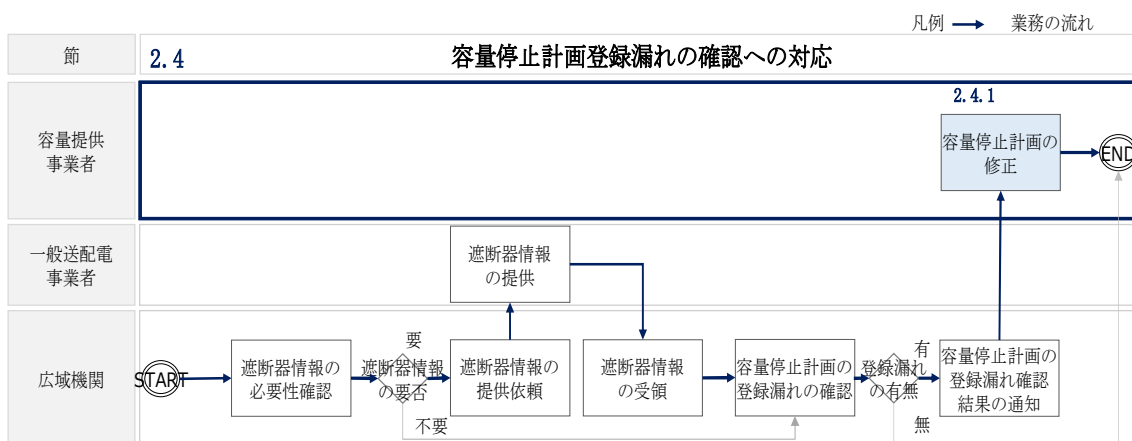 凡例 業務の流れ
節 2.4 容量停止計画登録漏れの確認への対応
容量提供
事業者
2.4.1
容量停止計画の
修正
END
一般送配電
事業者
遮断器情報
の提供
広域機関
START
遮断器情報の
必要性確認
遮断器情報
の要否
要
不要
遮断器情報の
提供依頼
遮断器情報
の受領
容量停止計画の
登録漏れの確認
登録漏れ
の有無
有
無
容量停止計画の
登録漏れ確認
結果の通知